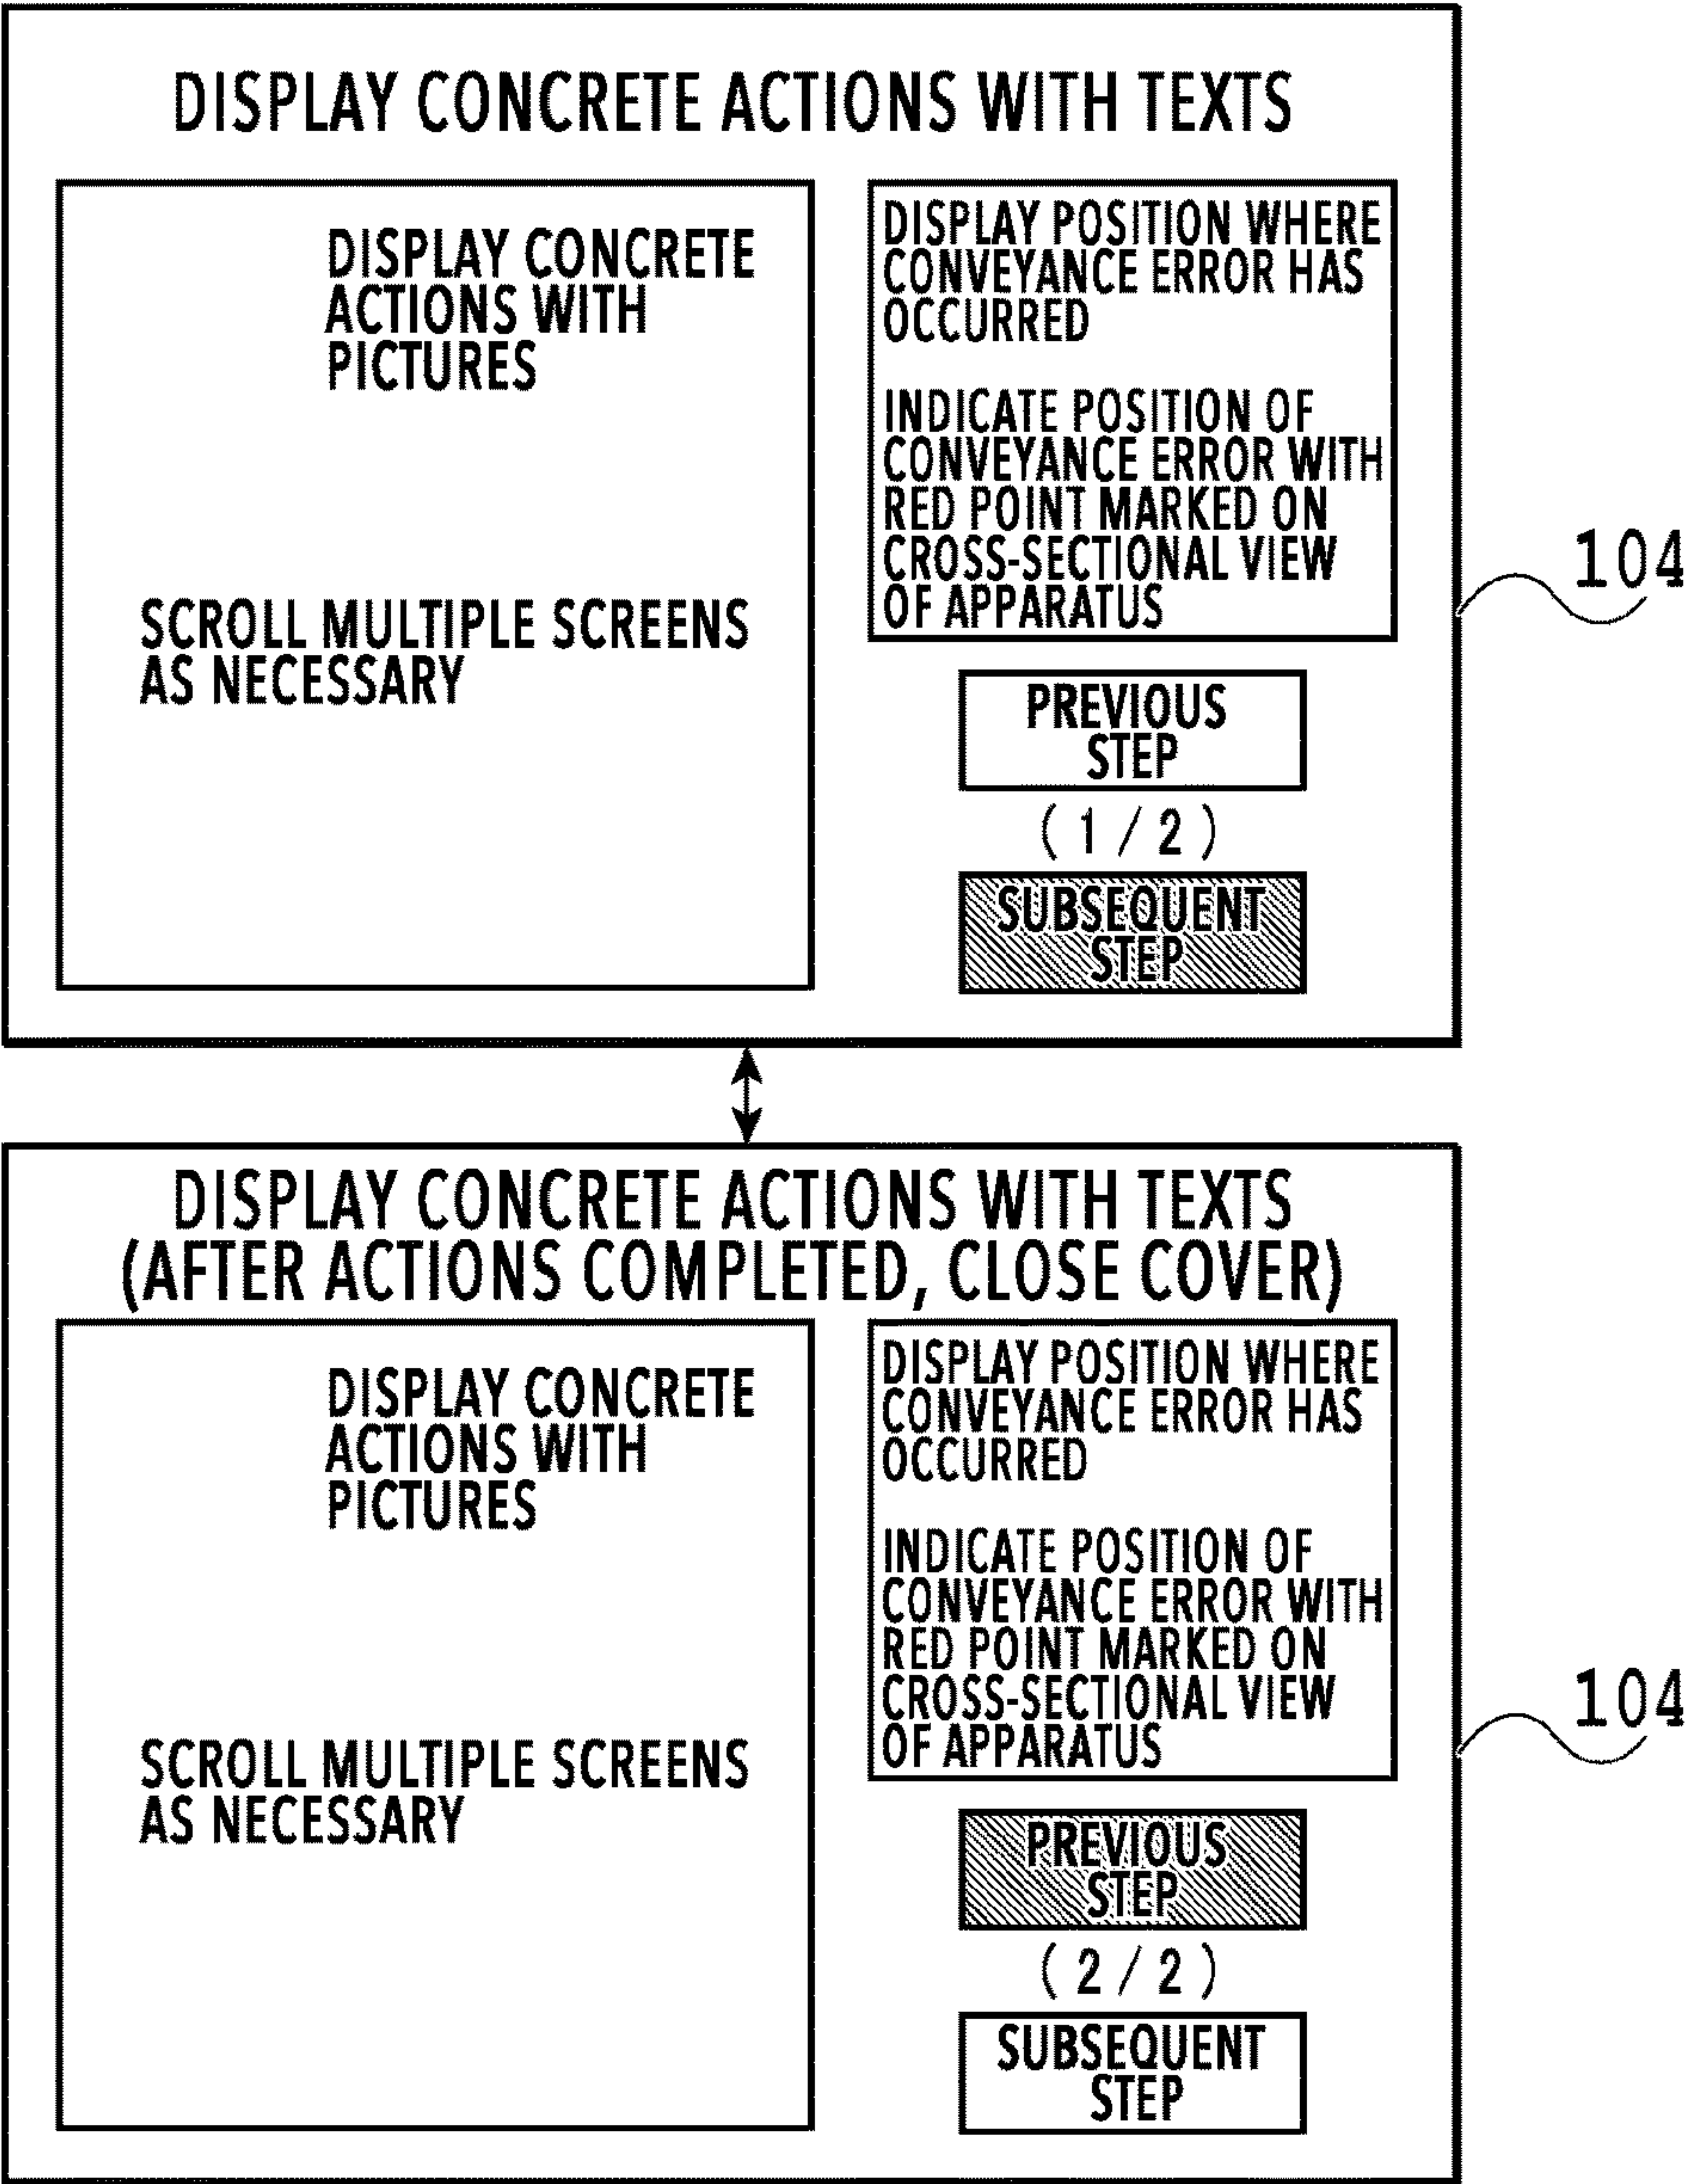 DISPLAY CONCRETE ACTIONS WITH TEXTS
DISPLAY CONCRETE
ACTIONS WITH
PICTURES
SCROLL MULTIPLE SCREENS
AS NECESSARY
DISPLAY POSITION WHERE
CONVEYANCE ERROR HAS
OCCURRED
INDICATE POSITION OF
CONVEYANCE ERROR WITH
RED POINT MARKED ON
CROSS-SECTIONAL VIEW
OF APPARATUS
PREVIOUS
STEP
(1/2)
SUBSEQUENT
STEP
104
DISPLAY CONCRETE ACTIONS WITH TEXTS
(AFTER ACTIONS COMPLETED, CLOSE COVER)
DISPLAY CONCRETE
ACTIONS WITH
PICTURES
SCROLL MULTIPLE SCREENS
AS NECESSARY
DISPLAY POSITION WHERE
CONVEYANCE ERROR HAS
OCCURRED
INDICATE POSITION OF
CONVEYANCE ERROR WITH
RED POINT MARKED ON
CROSS-SECTIONAL VIEW
OF APPARATUS
PREVIOUS
STEP
(2/2)
SUBSEQUENT
STEP
104